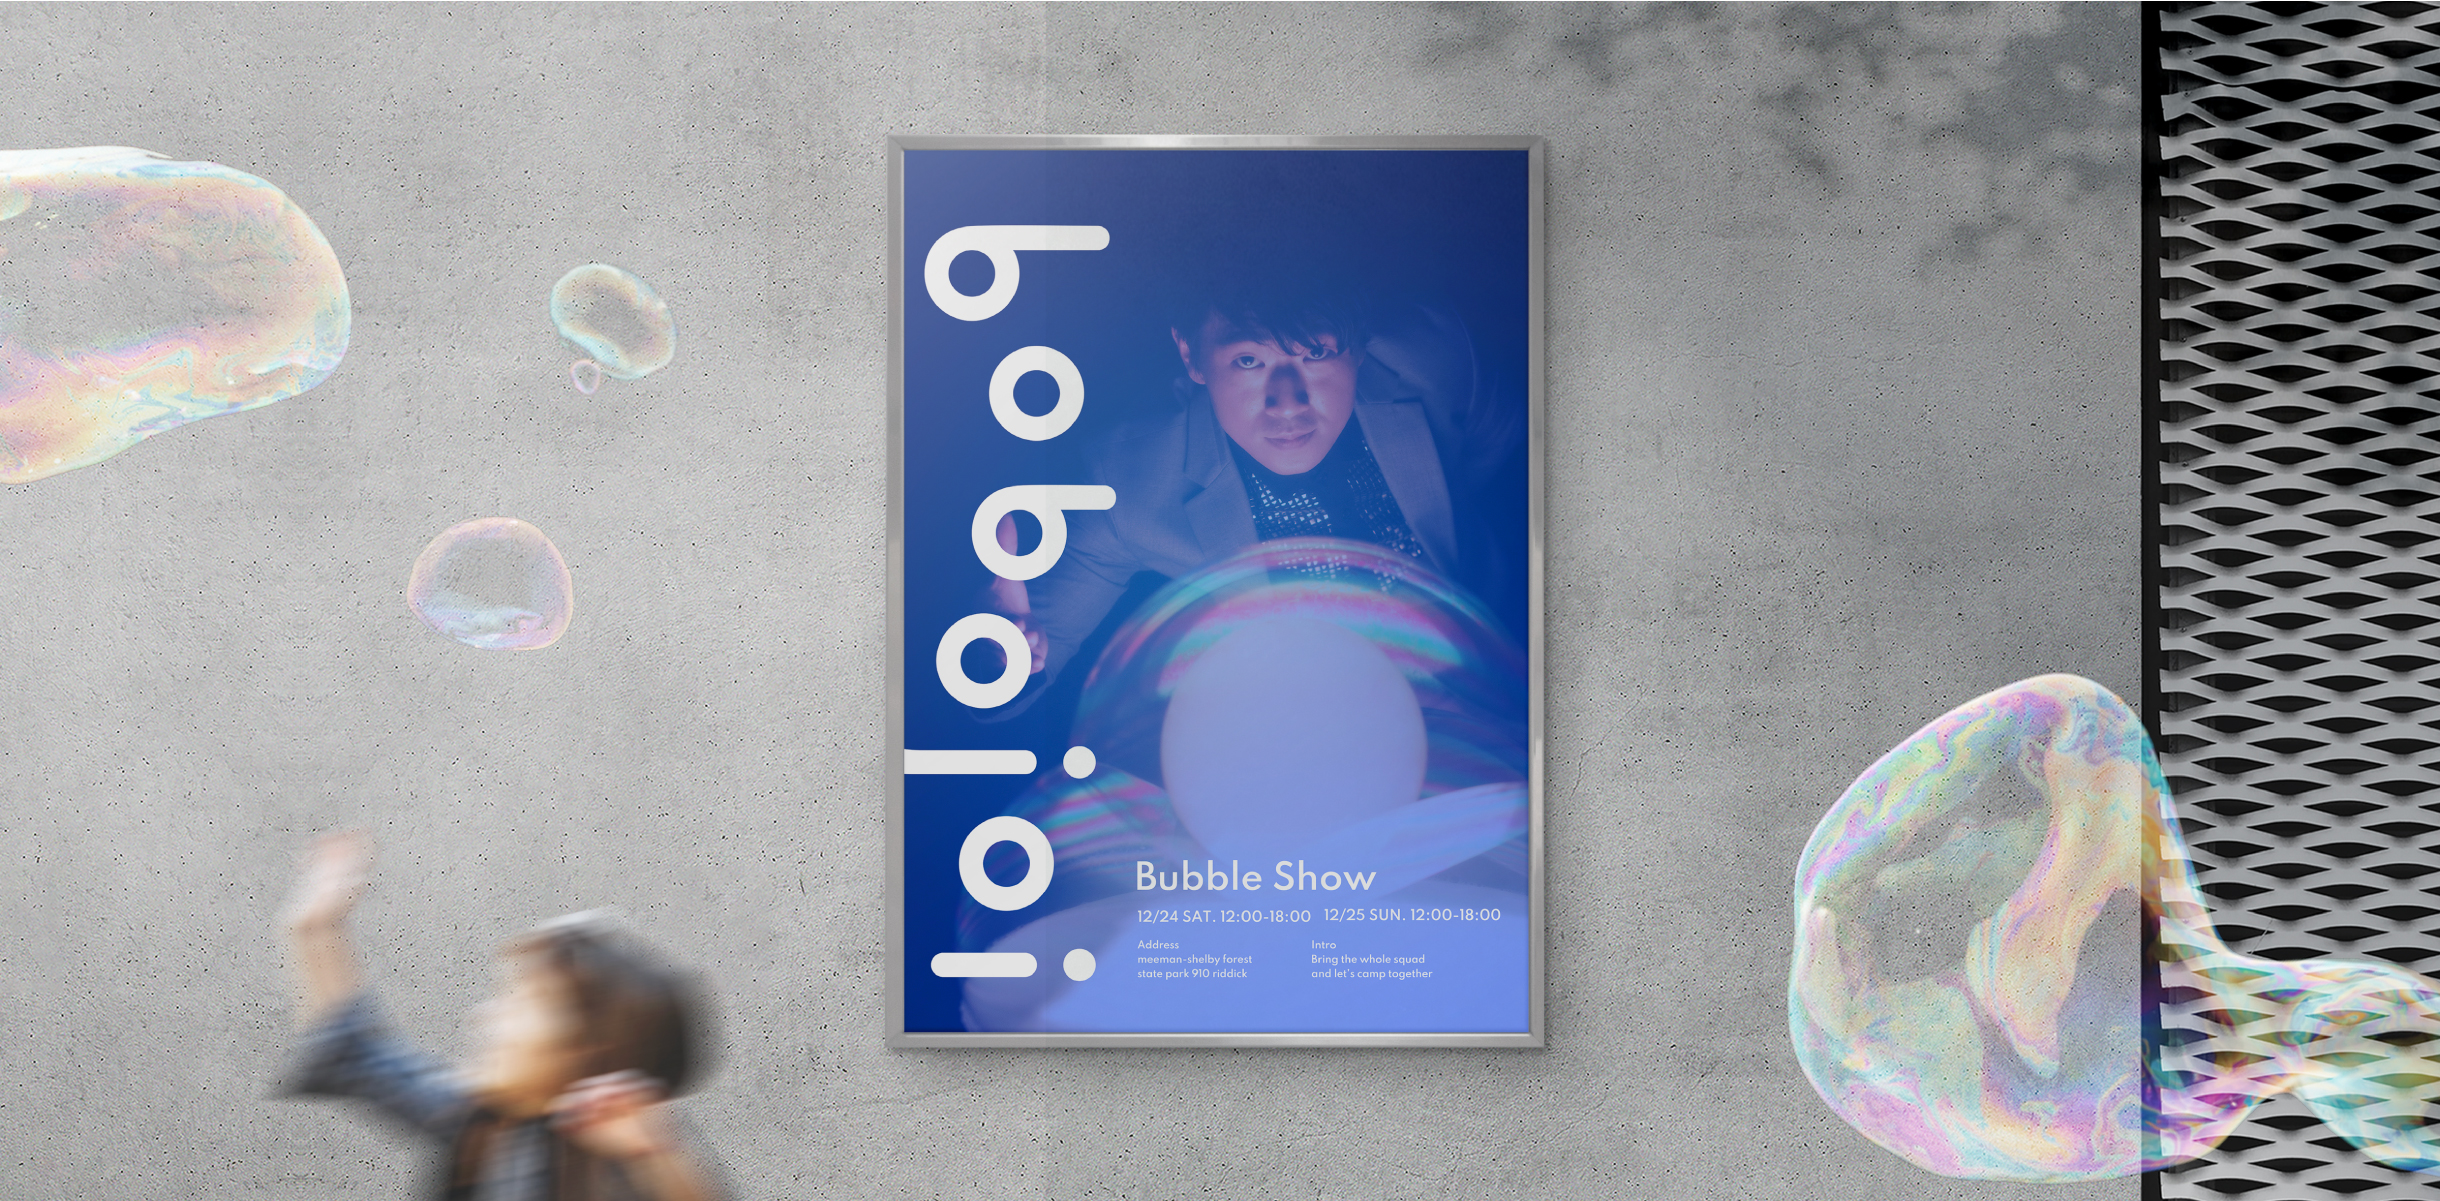 bobojoi
Bubble Show
12/24 SAT. 12:00-18:00 12/25 SUN. 12:00-18:00
Address
meeman-shelby forest
state park 910 riddick
Intro
Bring the whole squad
and let's camp together